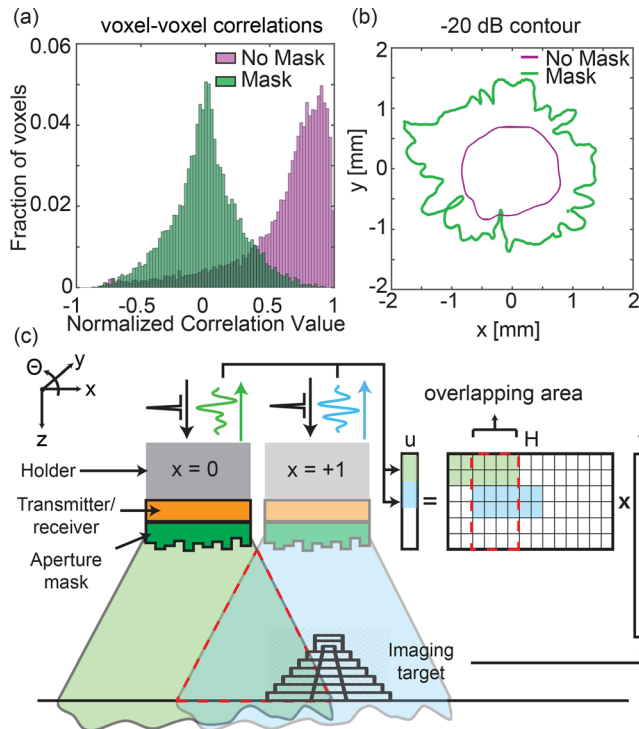 (a) voxel-voxel correlations
0.06
0.04
0.02
0
Fraction of voxels
No Mask
Mask
-1 -0.5 0 0.5 1
Normalized Correlation Value
(b) -20 dB contour
2
1
0
-1
-2
y [mm]
No Mask
Mask
-2 -1 0 1 2
x [mm]
(c)
Θ y
x
z
overlapping area
u H
Holder
x = 0
x = +1
= x
Transmitter/
receiver
Aperture
mask
Imaging
target